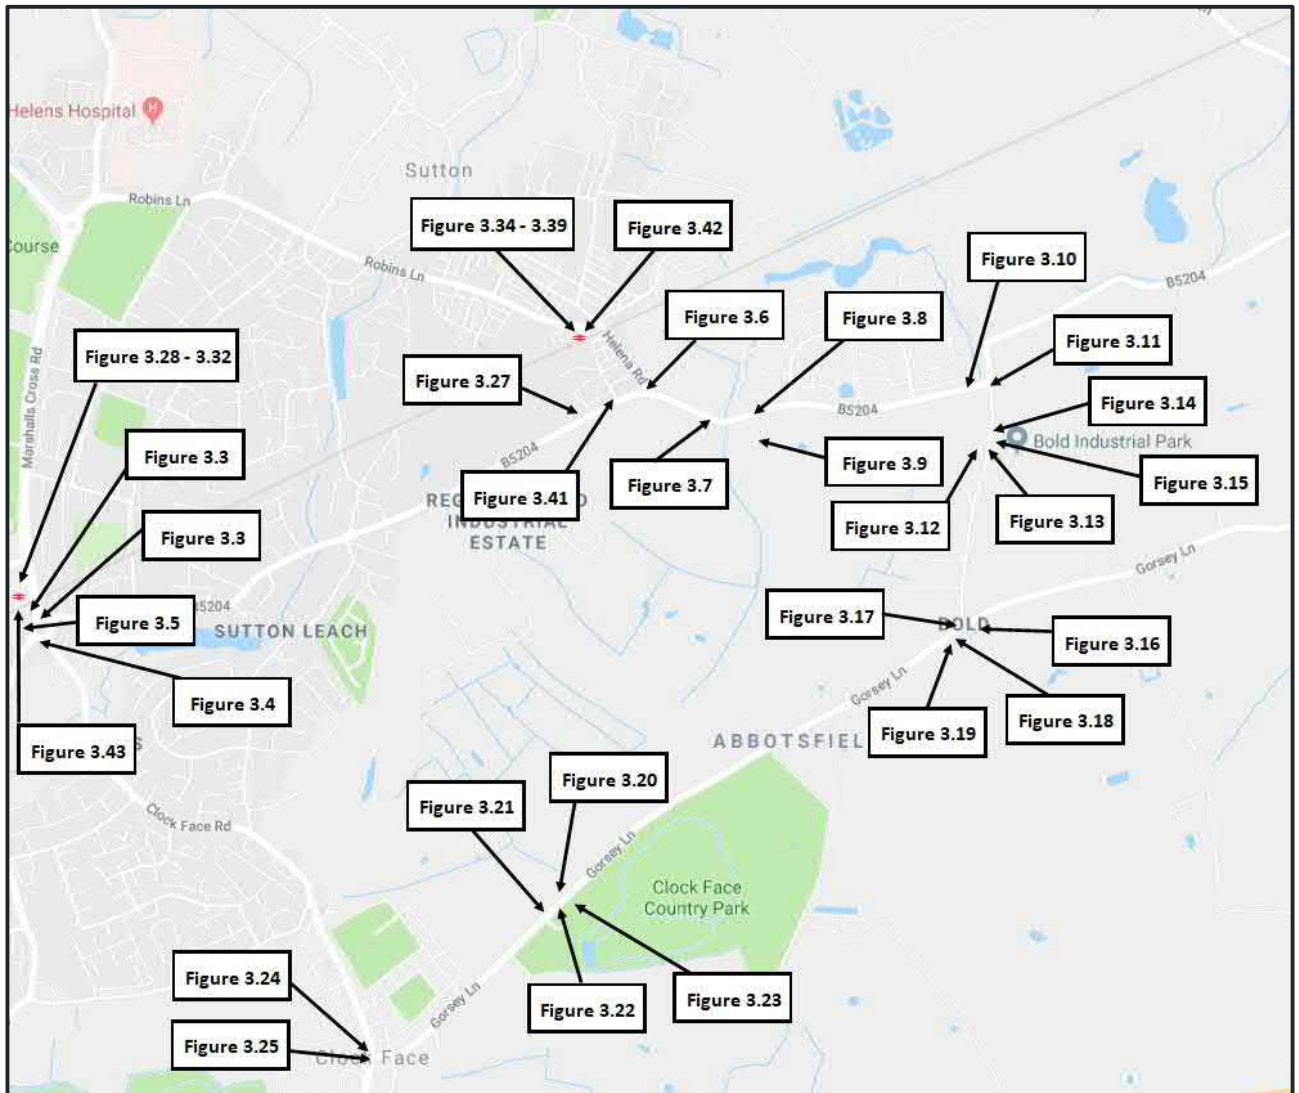 Helens Hospital
H
Sutton
Robins Ln
Figure 3.34 - 3.39
Figure 3.42
Course
Robins Ln
Figure 3.10
B5204
Figure 3.6
Figure 3.8
Figure 3.11
Figure 3.28 - 3.32
Marshalls Cross Rd
Helena Rd
Figure 3.27
B5204
Figure 3.14
Bold Industrial Park
B5204
Figure 3.3
Figure 3.9
Figure 3.7
Figure 3.15
Figure 3.41
INDUSTRIAL
ESTATE
Figure 3.12
Figure 3.13
Figure 3.3
Gorsey Ln
B5204
Figure 3.5
SUTTON LEACH
Figure 3.17
BOLD
Figure 3.16
Figure 3.4
Gorsey Ln
Figure 3.18
Figure 3.19
Figure 3.43
ABBOTSFIEL
Figure 3.20
Figure 3.21
Clock Face Rd
Gorsey Ln
Clock Face
Country Park
Figure 3.24
Figure 3.22
Figure 3.23
Gorsey Ln
Figure 3.25
Clock Face